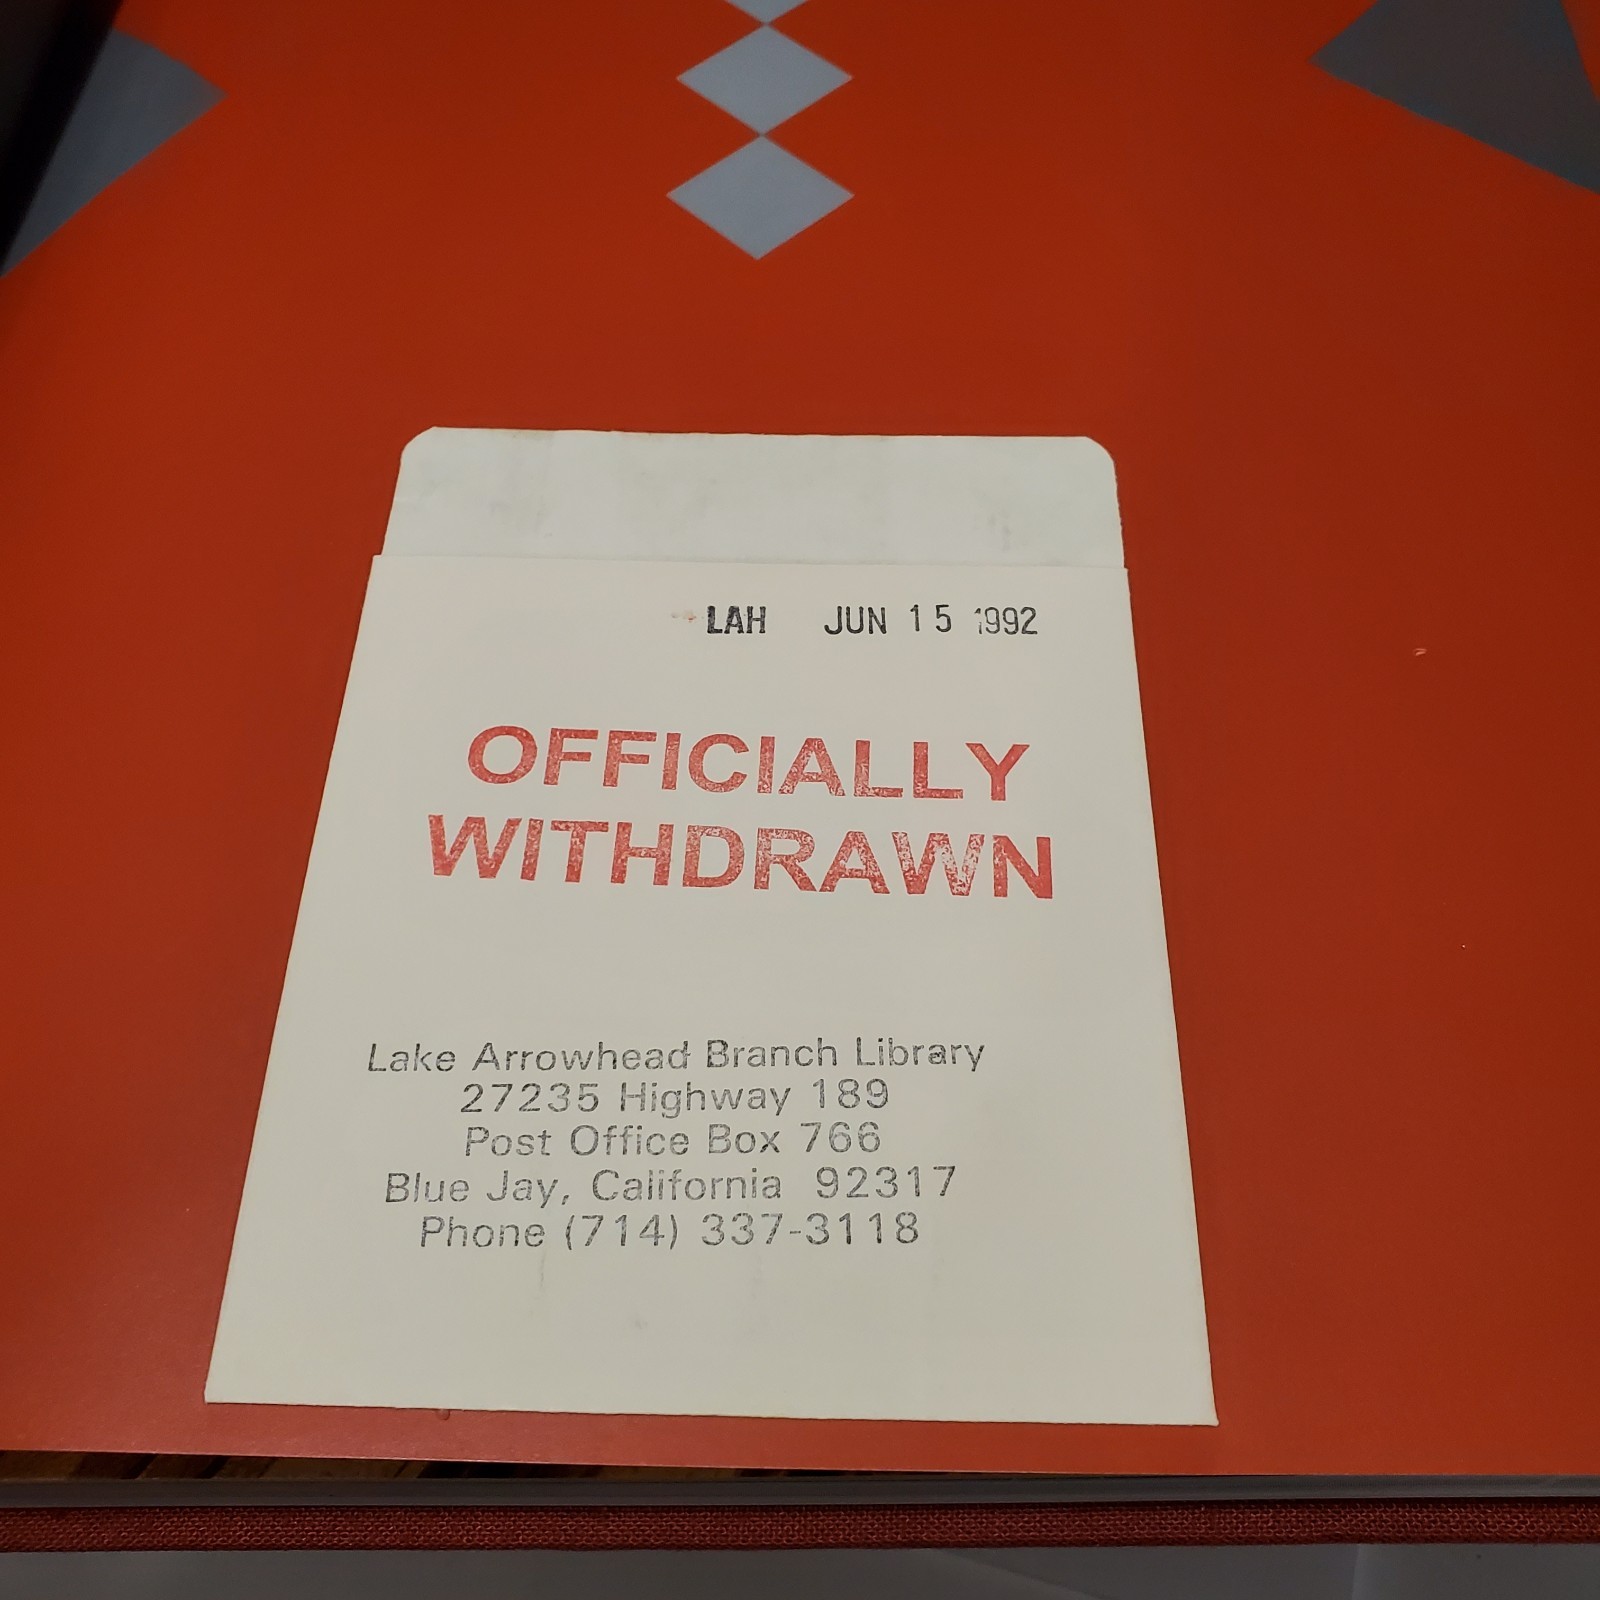 LAH JUN 15 1992
OFFICIALLY
WITHDRAWN
Lake Arrowhead Branch Library
27235 Highway 189
Post Office Box 766
Blue Jay, California 92317
Phone (714) 337-3118